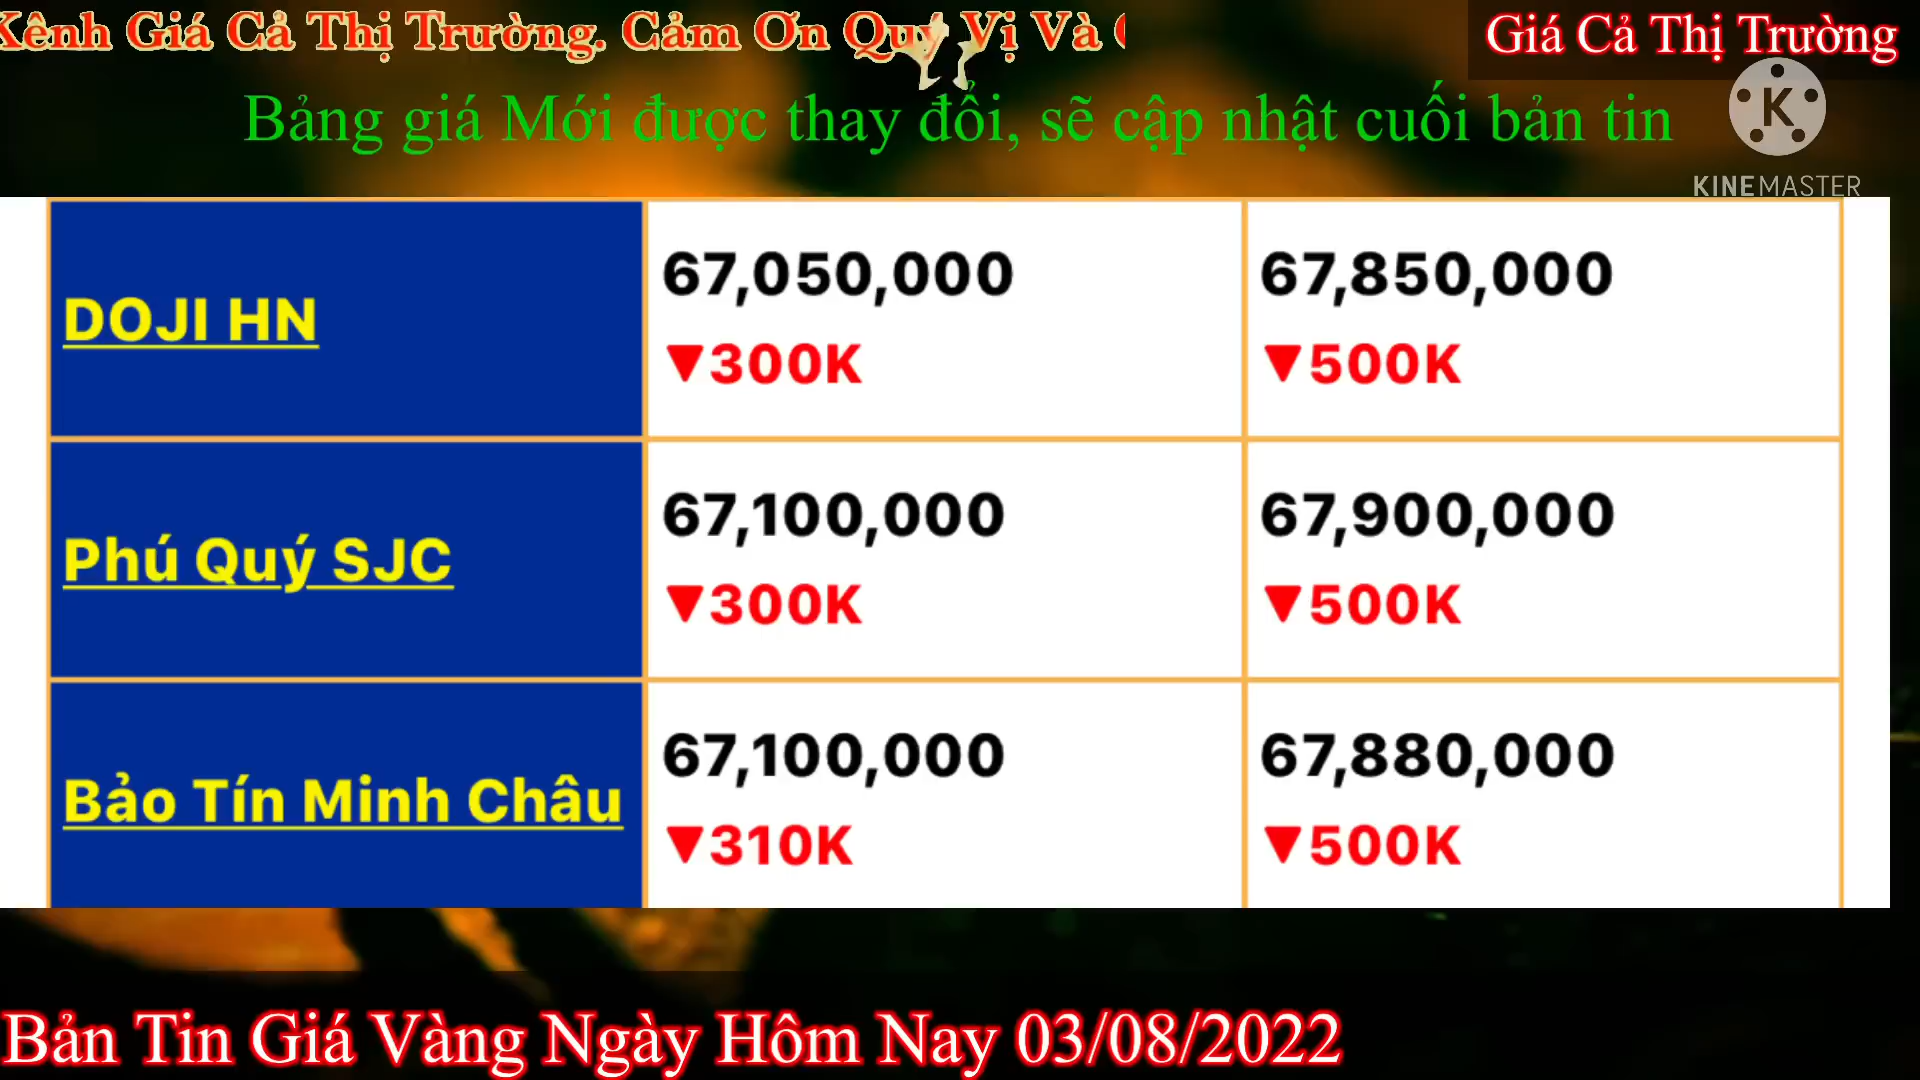 Kênh Giá Cả Thị Trường. Cảm Ơn Quý Vị Và
Giá Cả Thị Trường
Bảng giá Mới được thay đổi, sẽ cập nhật cuối bản tin
K
KINEMASTER
DOJI HN
67,050,000
67,850,000
▼300K
▼500K
Phú Quý SJC
67,100,000
67,900,000
▼300K
▼500K
Bảo Tín Minh Châu
67,100,000
67,880,000
▼310K
▼500K
Bản Tin Giá Vàng Ngày Hôm Nay 03/08/2022